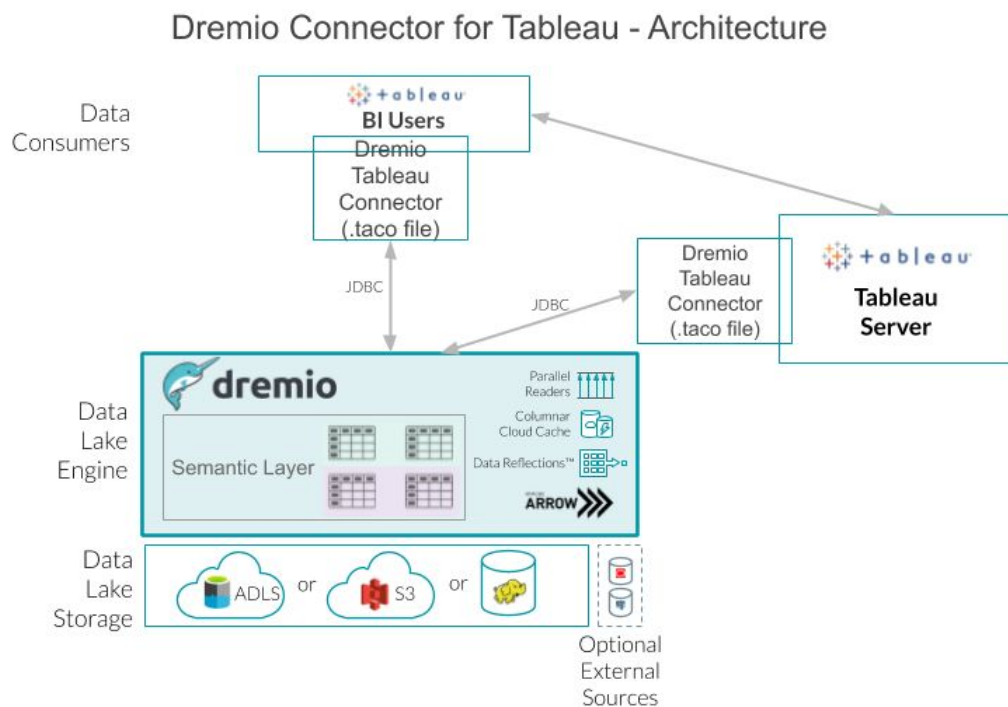 Dremio Connector for Tableau - Architecture
Data
Consumers
+ableau
BI Users
Dremio
Tableau
Connector
(.taco file)
JDBC
JDBC
Dremio
Tableau
Connector
(.taco file)
+ableau
Tableau
Server
Data
Lake
Engine
dremio
Semantic Layer
Parallel
Readers
Columnar
Cloud Cache
Data Reflections™
ARROW
Data
Lake
Storage
ADLS
or
S3
or
Optional
External
Sources